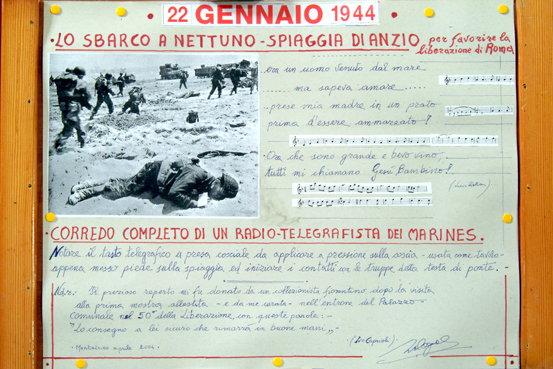 22 GENNAIO 1944
• LO SBARCO A NETTUNO - SPIAGGIA DI ANZIO per favorire la
liberazione di Roma
..era un uomo venuto dal mare
ma sapeva amare.....
...prese mia madre in un prato
prima d'essere ammazzato!
·Ora che sono grande e bevo vino,
tutti mi chiamano Gesù Bambino!
• CORREDO COMPLETO DI UN RADIO-TELEGRAFISTA DEI MARINES.
Notare il tasto telegrafico a presa cosciale da applicare a pressione sulla coscia - usato come tasto
appena messo piede sulla spiaggia, ed iniziare i contatti con le truppe della testa di ponte. -
Il prezioso reperto mi fu donato da un collezionista fiorentino dopo la visita
alla prima mostra allestita - e da me curata - nell'entrone del Palazzo
Comunale nel 50° della Liberazione, con queste parole: -
"Lo consegno a lei sicuro che rimarrà in buone mani„ -